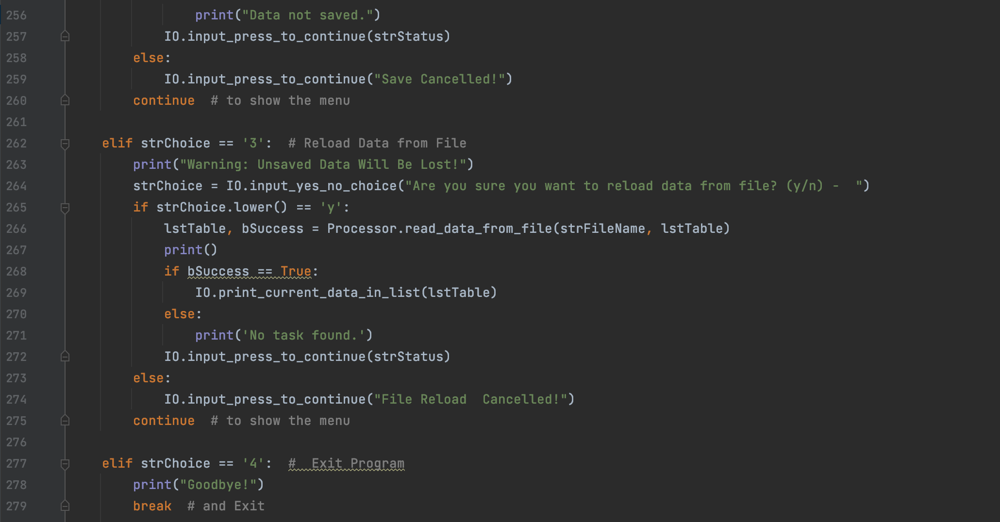 256 print("Data not saved.")
257 IO.input_press_to_continue(strStatus)
258 else:
259 IO.input_press_to_continue("Save Cancelled!")
260 continue  # to show the menu
261
262 elif strChoice == '3':  # Reload Data from File
263 print("Warning: Unsaved Data Will Be Lost!")
264 strChoice = IO.input_yes_no_choice("Are you sure you want to reload data from file? (y/n) -  ")
265 if strChoice.lower() == 'y':
266 lstTable, bSuccess = Processor.read_data_from_file(strFileName, lstTable)
267 print()
268 if bSuccess == True:
269 IO.print_current_data_in_list(lstTable)
270 else:
271 print('No task found.')
272 IO.input_press_to_continue(strStatus)
273 else:
274 IO.input_press_to_continue("File Reload  Cancelled!")
275 continue  # to show the menu
276
277 elif strChoice == '4':  #  Exit Program
278 print("Goodbye!")
279 break  # and Exit